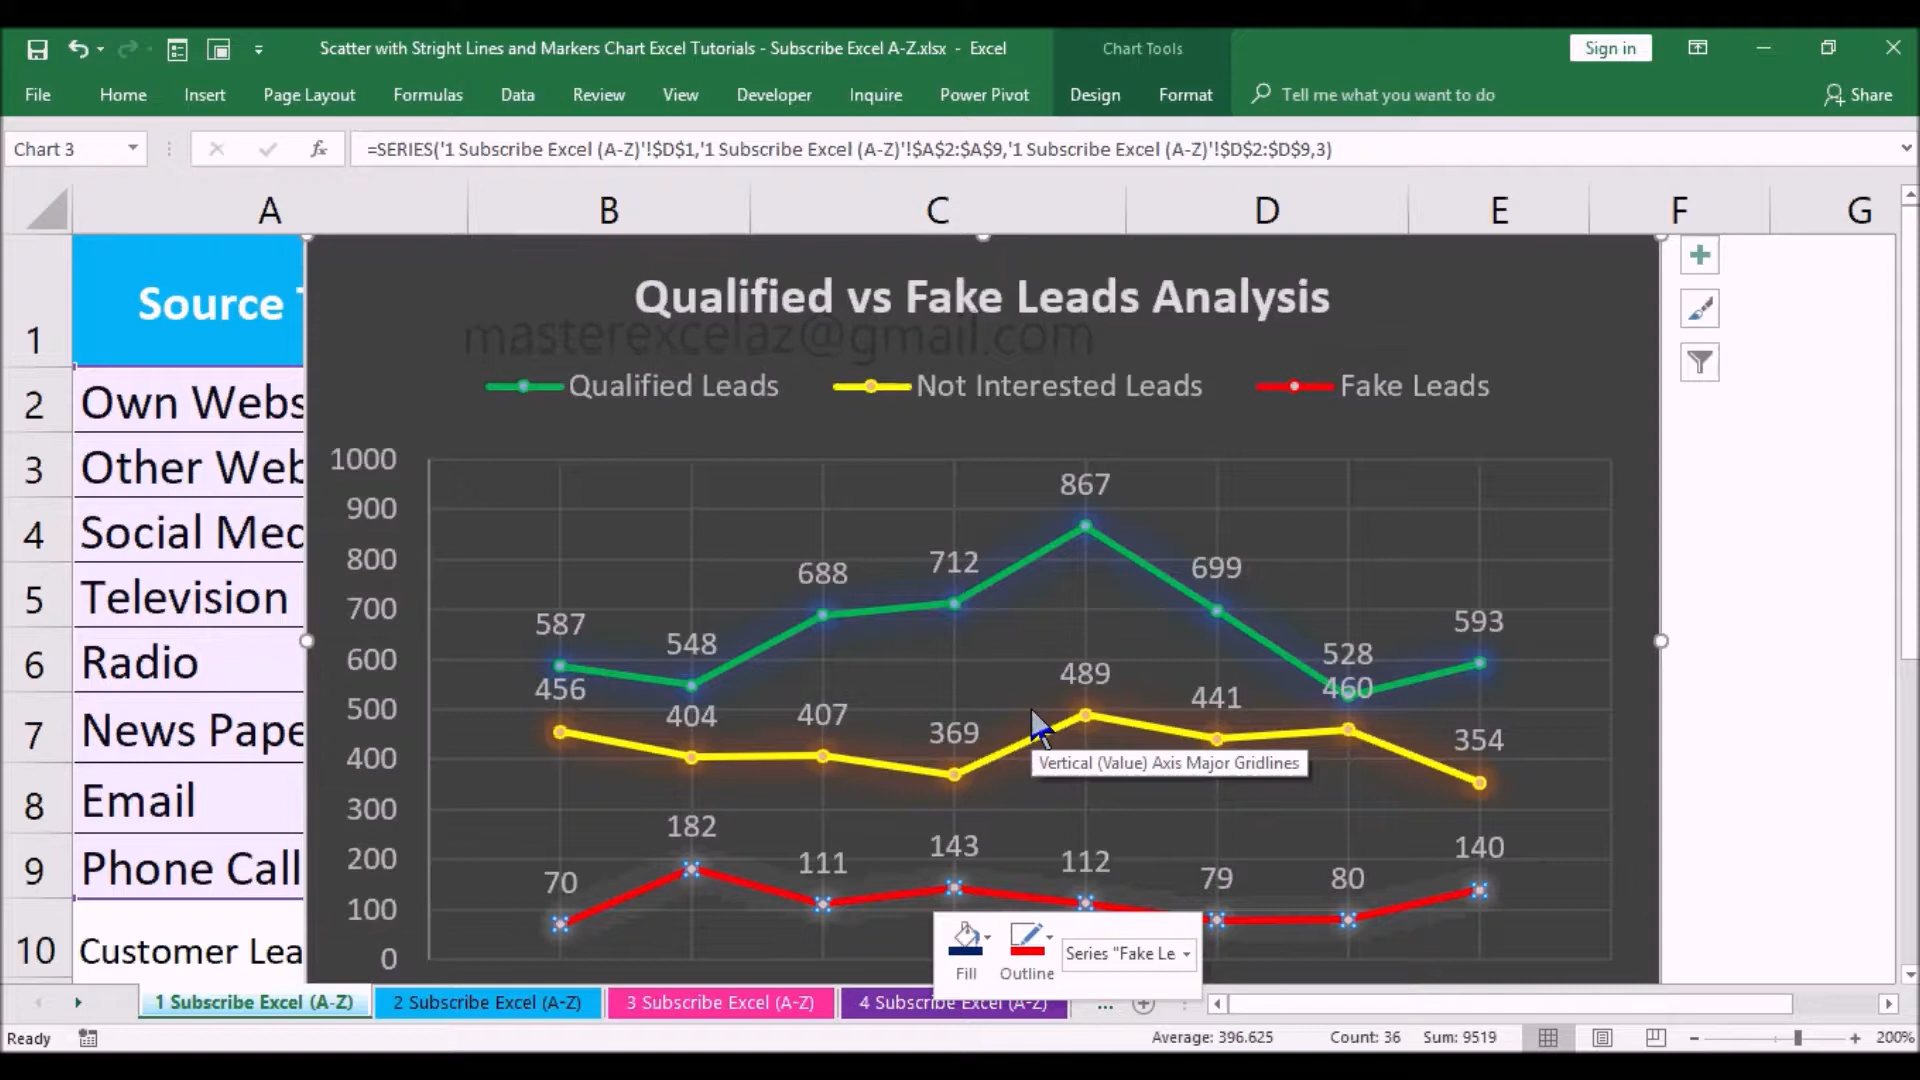 Scatter with Stright Lines and Markers Chart Excel Tutorials - Subscribe Excel A-Z.xlsx - Excel
Chart Tools
Sign in
File Home Insert Page Layout Formulas Data Review View Developer Inquire Power Pivot Design Format Tell me what you want to do Share
Chart 3 fx =SERIES('1 Subscribe Excel (A-Z)'!$D$1,'1 Subscribe Excel (A-Z)'!$A$2:$A$9,'1 Subscribe Excel (A-Z)'!$D$2:$D$9,3)
A B C D E F G
1 Source
2 Own Webs
3 Other Web
4 Social Med
5 Television
6 Radio
7 News Pape
8 Email
9 Phone Call
10 Customer Lea
Qualified vs Fake Leads Analysis
masterexcelaz@gmail.com
Qualified Leads Not Interested Leads Fake Leads
1000
900
800
700
600
500
400
300
200
100
0
587 548 688 712 867 699 528 593
456 404 407 369 489 441 460 354
70 182 111 143 112 79 80 140
Vertical (Value) Axis Major Gridlines
Series "Fake Le
Fill Outline
1 Subscribe Excel (A-Z) 2 Subscribe Excel (A-Z) 3 Subscribe Excel (A-Z) 4 Subscribe Excel (A-Z) ...
Ready Average: 396.625 Count: 36 Sum: 9519 200%